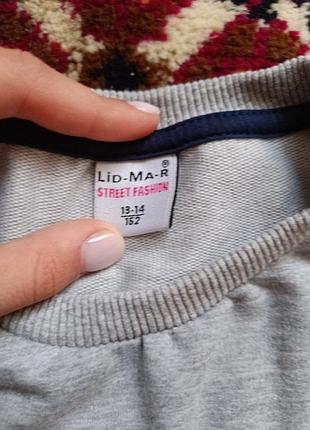 LiD-MA-R®
STREET FASHION
13-14
152